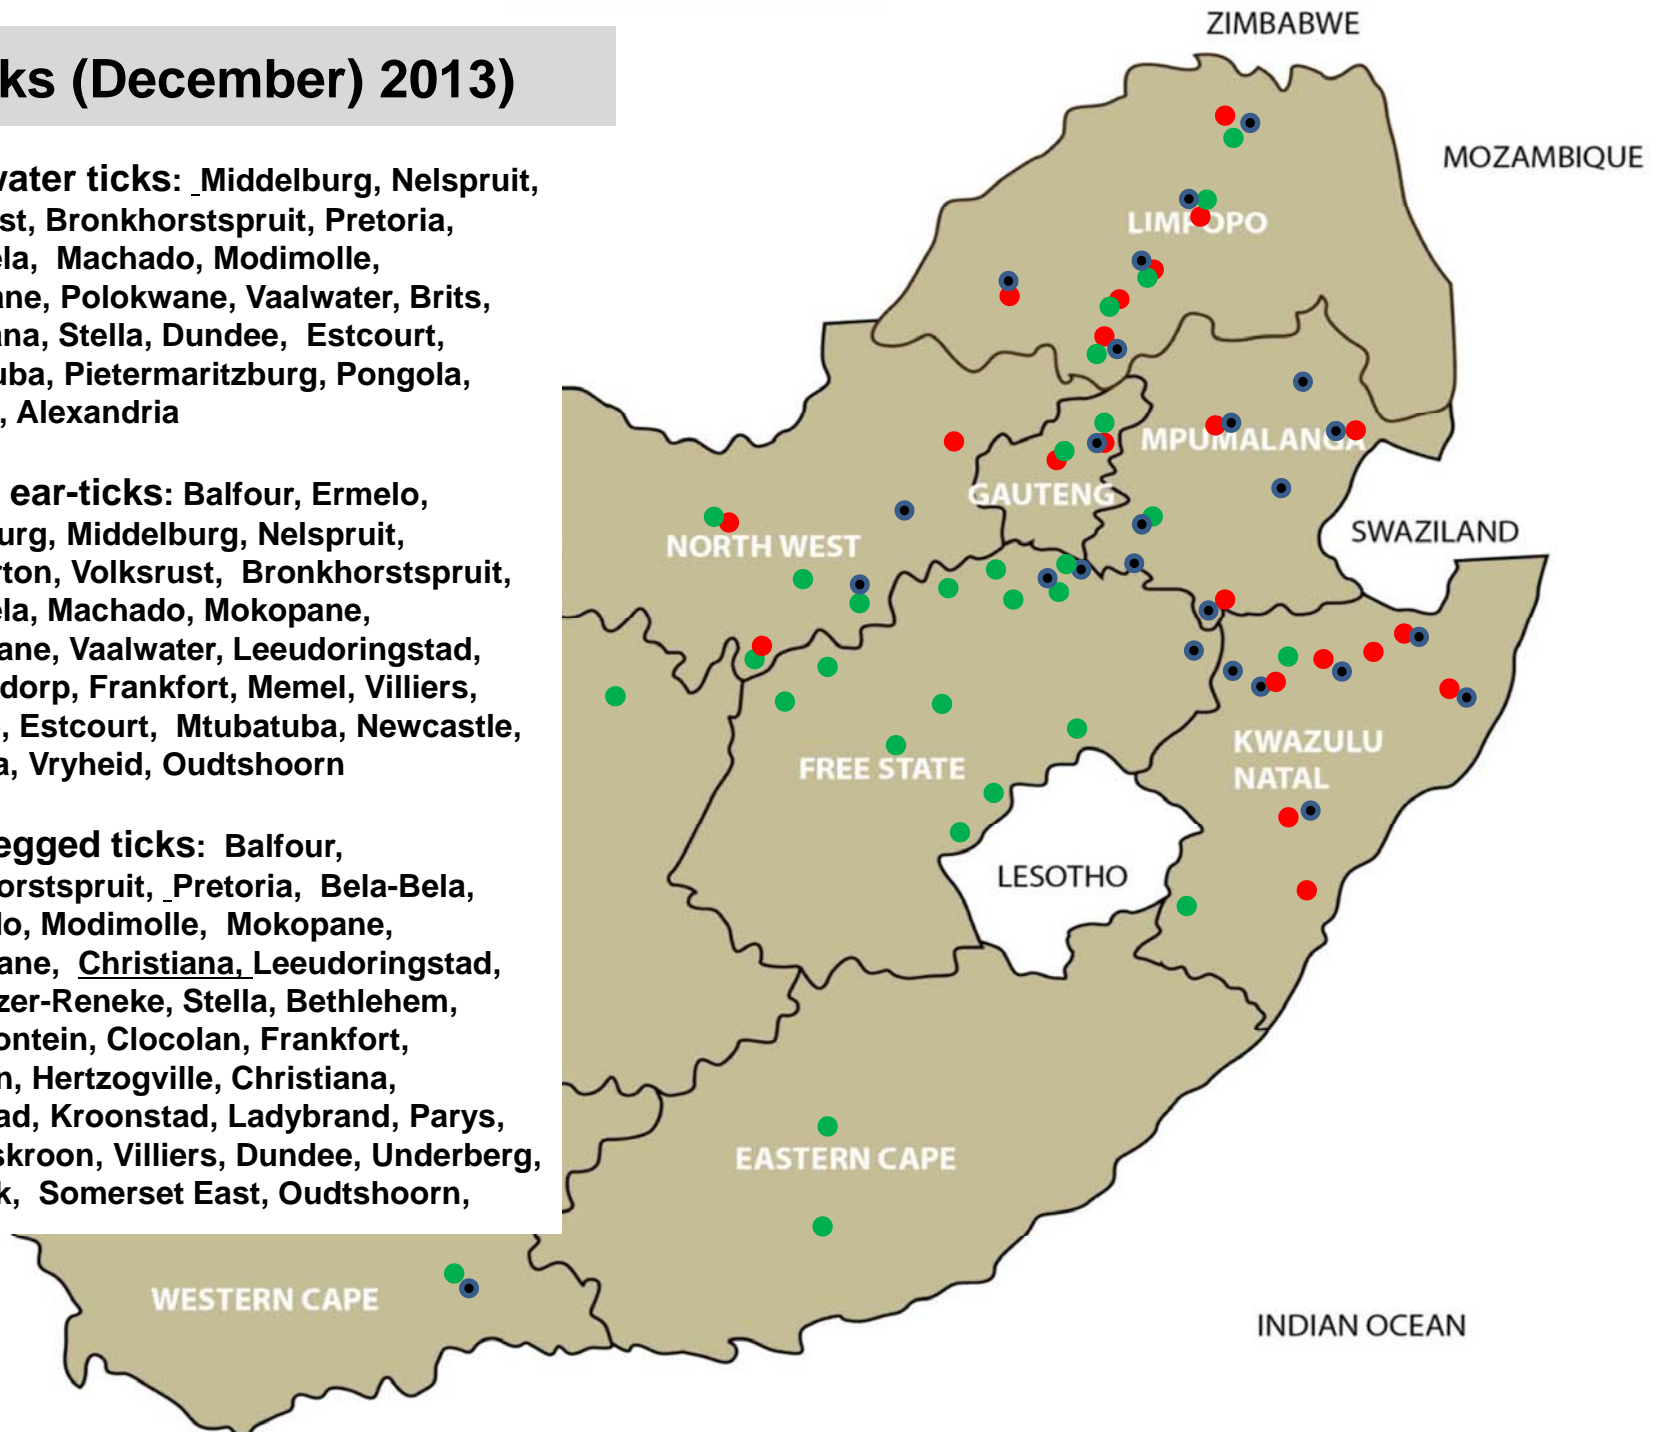 ks (December) 2013)
water ticks: Middelburg, Nelspruit,
st, Bronkhorstspruit, Pretoria,
ela, Machado, Modimolle,
ane, Polokwane, Vaalwater, Brits,
ana, Stella, Dundee, Estcourt,
uba, Pietermaritzburg, Pongola,
, Alexandria
ear-ticks: Balfour, Ermelo,
urg, Middelburg, Nelspruit,
rton, Volksrust, Bronkhorstspruit,
ela, Machado, Mokopane,
ane, Vaalwater, Leeudoringstad,
dorp, Frankfort, Memel, Villiers,
, Estcourt, Mtubatuba, Newcastle,
a, Vryheid, Oudtshoorn
egged ticks: Balfour,
orstspruit, Pretoria, Bela-Bela,
do, Modimolle, Mokopane,
ane, Christiana, Leeudoringstad,
zer-Reneke, Stella, Bethlehem,
ontein, Clocolan, Frankfort,
n, Hertzogville, Christiana,
ad, Kroonstad, Ladybrand, Parys,
skroon, Villiers, Dundee, Underberg,
k, Somerset East, Oudtshoorn,
ZIMBABWE
MOZAMBIQUE
LIMPOPO
MPUMALANGA
GAUTENG
SWAZILAND
NORTH WEST
KWAZULU
NATAL
FREE STATE
LESOTHO
EASTERN CAPE
WESTERN CAPE
INDIAN OCEAN